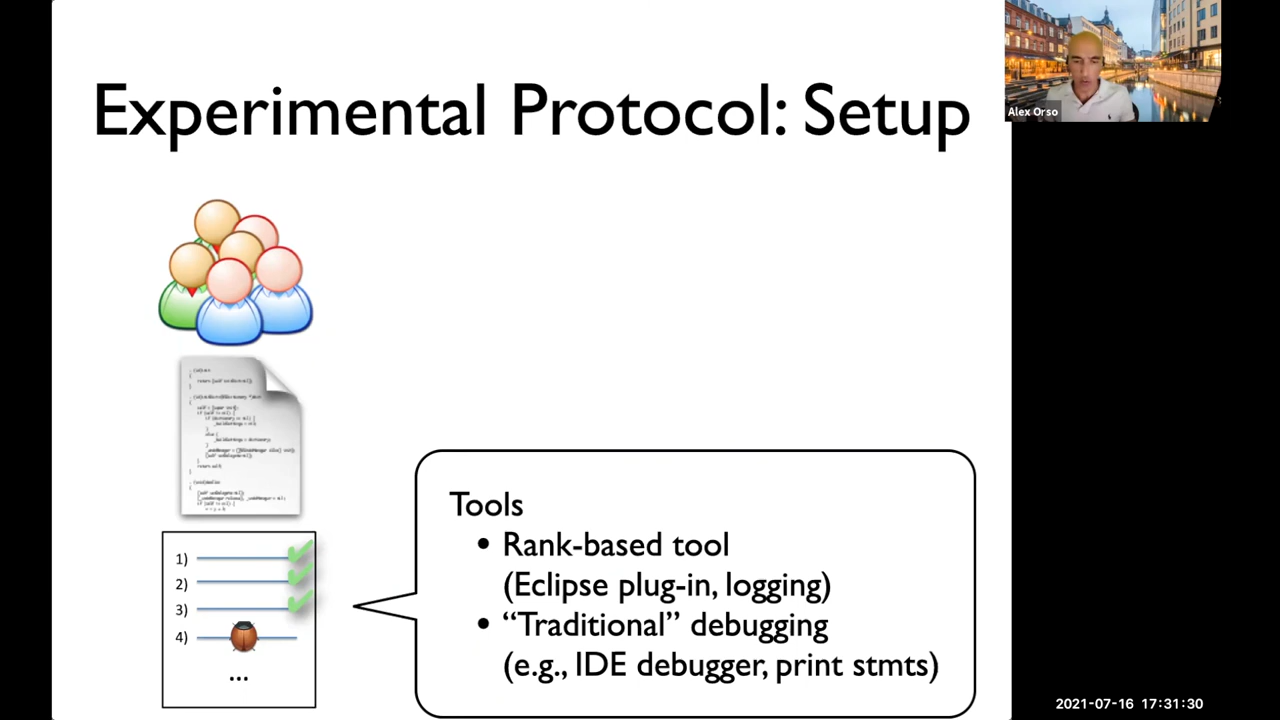 Experimental Protocol: Setup
Alex Orso
Tools
• Rank-based tool
(Eclipse plug-in, logging)
• “Traditional” debugging
(e.g., IDE debugger, print stmts)
1)
2)
3)
4)
...
2021-07-16 17:31:30